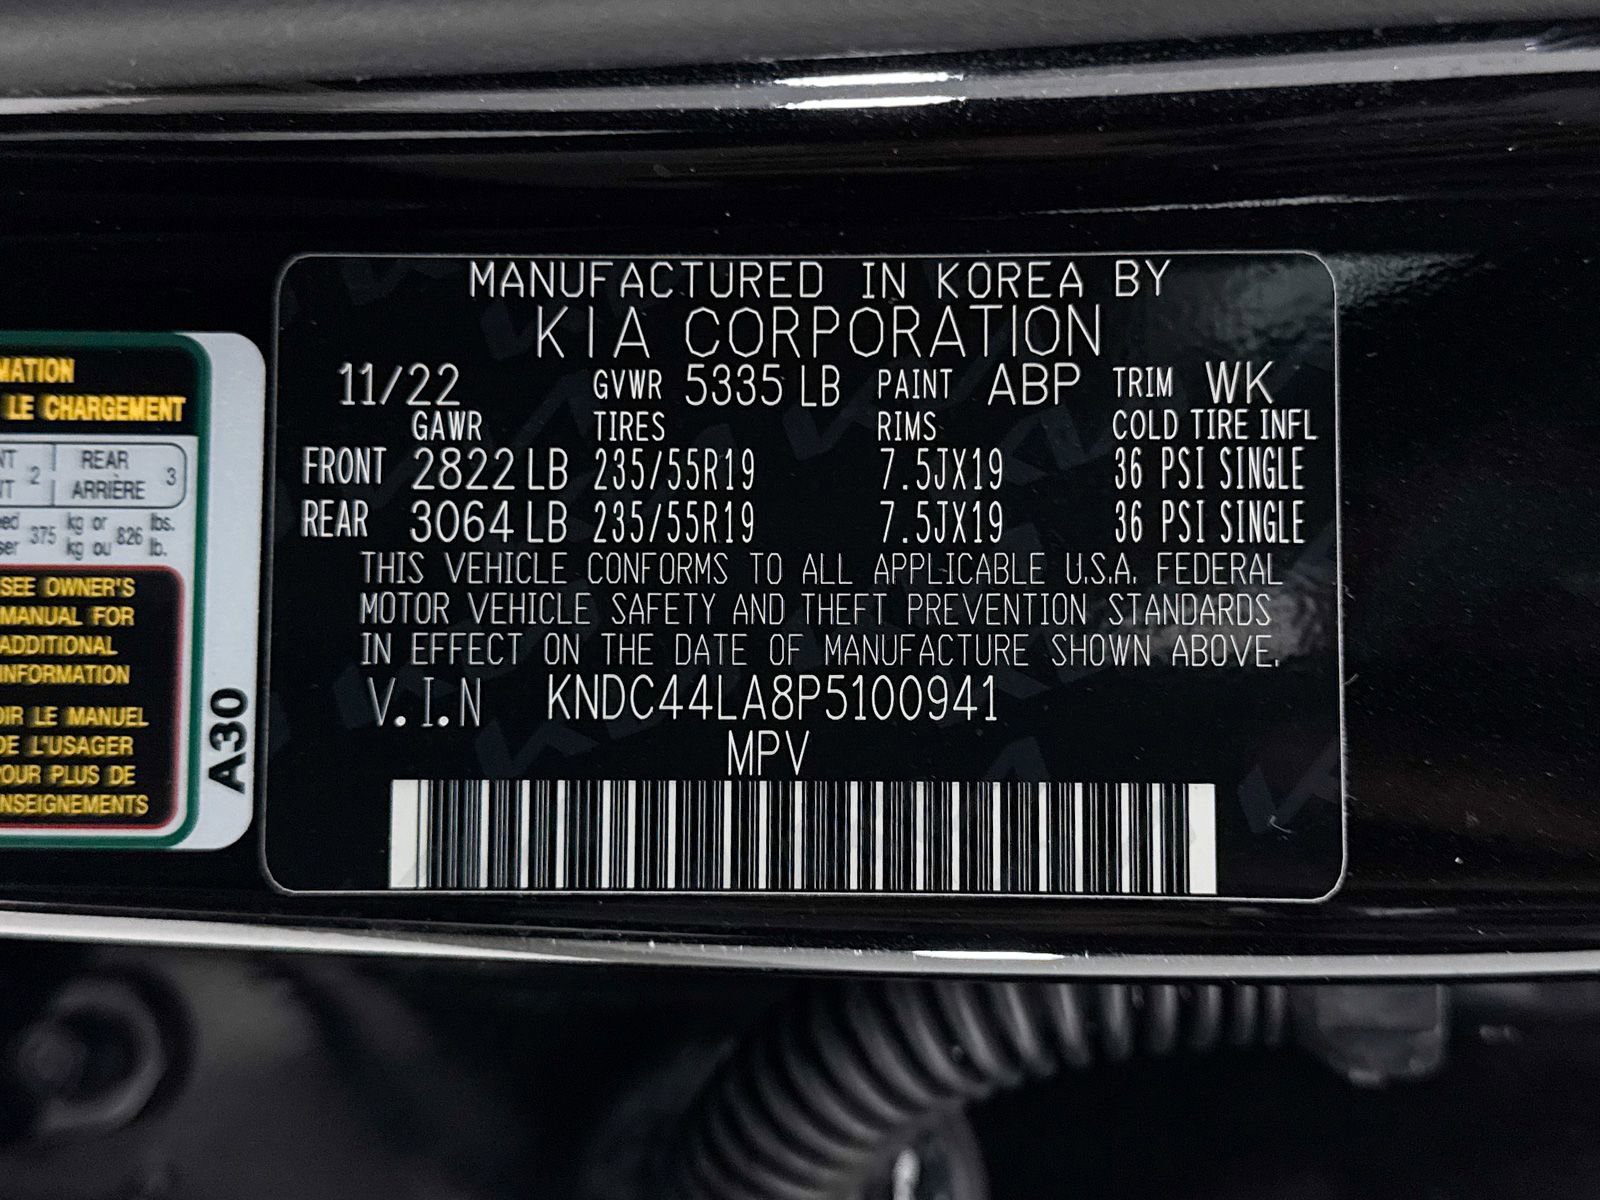 MANUFACTURED IN KOREA BY
KIA CORPORATION
11/22 GVWR 5335 LB PAINT ABP TRIM WK
GAWR TIRES RIMS COLD TIRE INFL
FRONT 2822 LB 235/55R19 7.5JX19 36 PSI SINGLE
REAR 3064 LB 235/55R19 7.5JX19 36 PSI SINGLE
THIS VEHICLE CONFORMS TO ALL APPLICABLE U.S.A. FEDERAL
MOTOR VEHICLE SAFETY AND THEFT PREVENTION STANDARDS
IN EFFECT ON THE DATE OF MANUFACTURE SHOWN ABOVE.
V.I.N KNDC44LA8P5100941
MPV
LE CHARGEMENT
2 REAR 3
ARRIÈRE
375 kg or 826 lbs.
kg ou lb.
SEE OWNER'S
MANUAL FOR
ADDITIONAL
INFORMATION
LE MANUEL
DE L'USAGER
POUR PLUS DE
A30